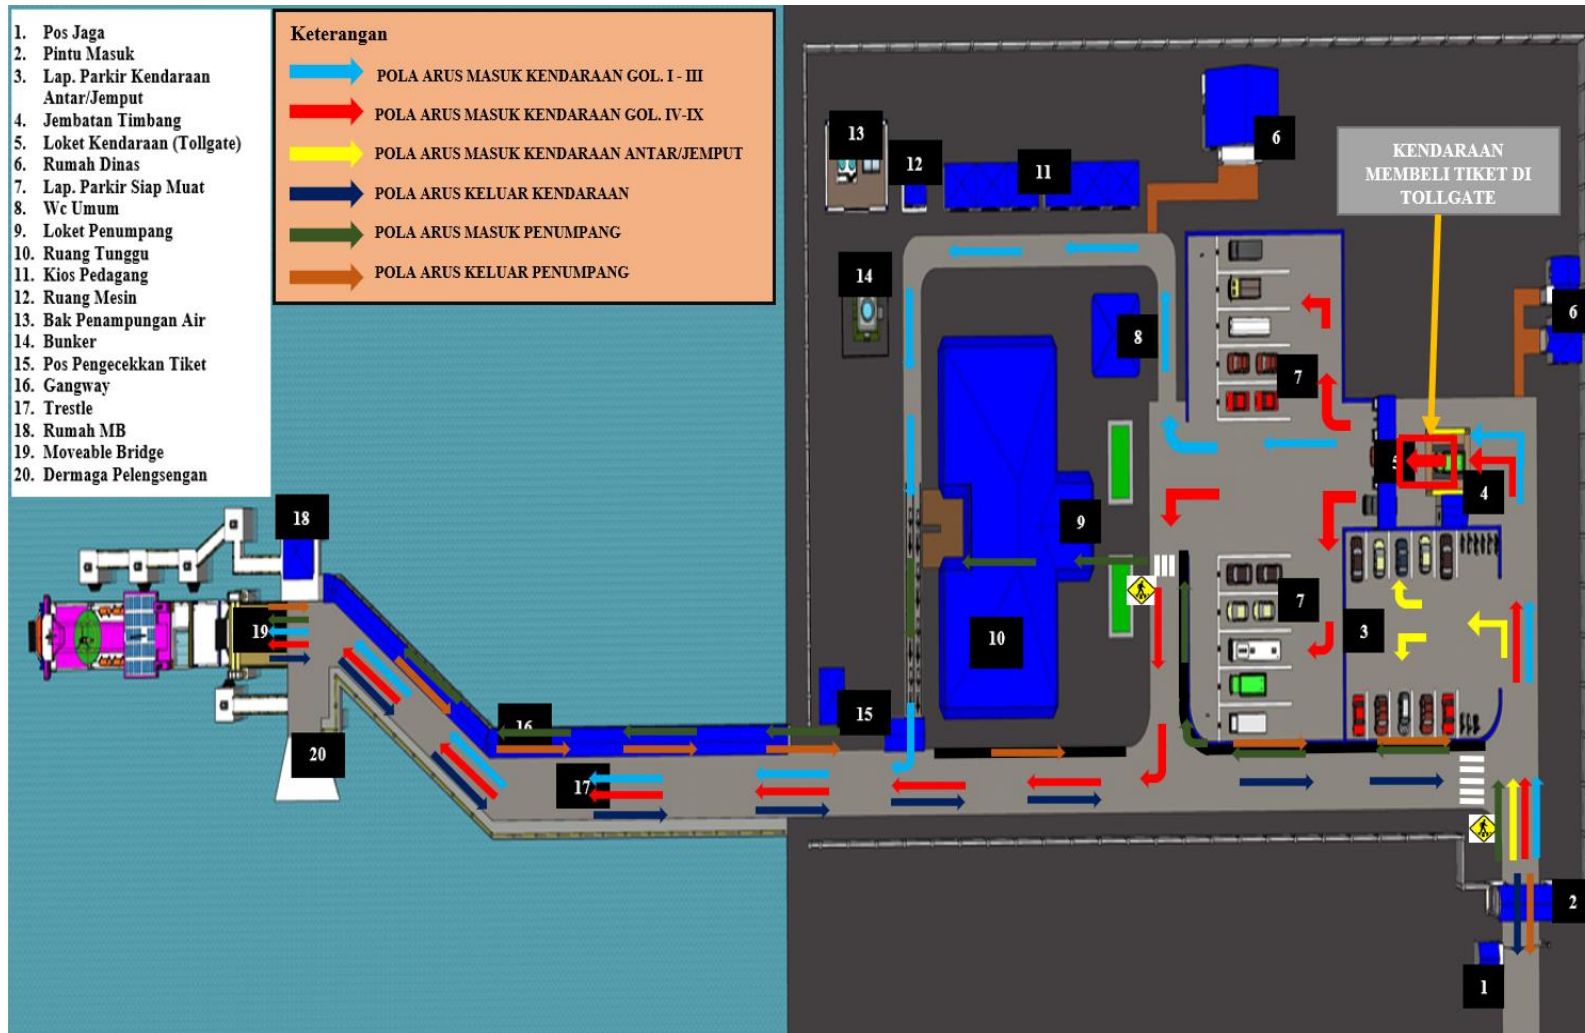 1. Pos Jaga
2. Pintu Masuk
3. Lap. Parkir Kendaraan
Antar/Jemput
4. Jembatan Timbang
5. Loket Kendaraan (Tollgate)
6. Rumah Dinas
7. Lap. Parkir Siap Muat
8. Wc Umum
9. Loket Penumpang
10. Ruang Tunggu
11. Kios Pedagang
12. Ruang Mesin
13. Bak Penampungan Air
14. Bunker
15. Pos Pengecekkan Tiket
16. Gangway
17. Trestle
18. Rumah MB
19. Moveable Bridge
20. Dermaga Pelengsengan
Keterangan
POLA ARUS MASUK KENDARAAN GOL. I - III
POLA ARUS MASUK KENDARAAN GOL. IV-IX
POLA ARUS MASUK KENDARAAN ANTAR/JEMPUT
POLA ARUS KELUAR KENDARAAN
POLA ARUS MASUK PENUMPANG
POLA ARUS KELUAR PENUMPANG
KENDARAAN
MEMBELI TIKET DI
TOLLGATE
13
12
11
6
14
8
6
7
5
4
9
18
7
3
19
10
15
16
20
17
2
1